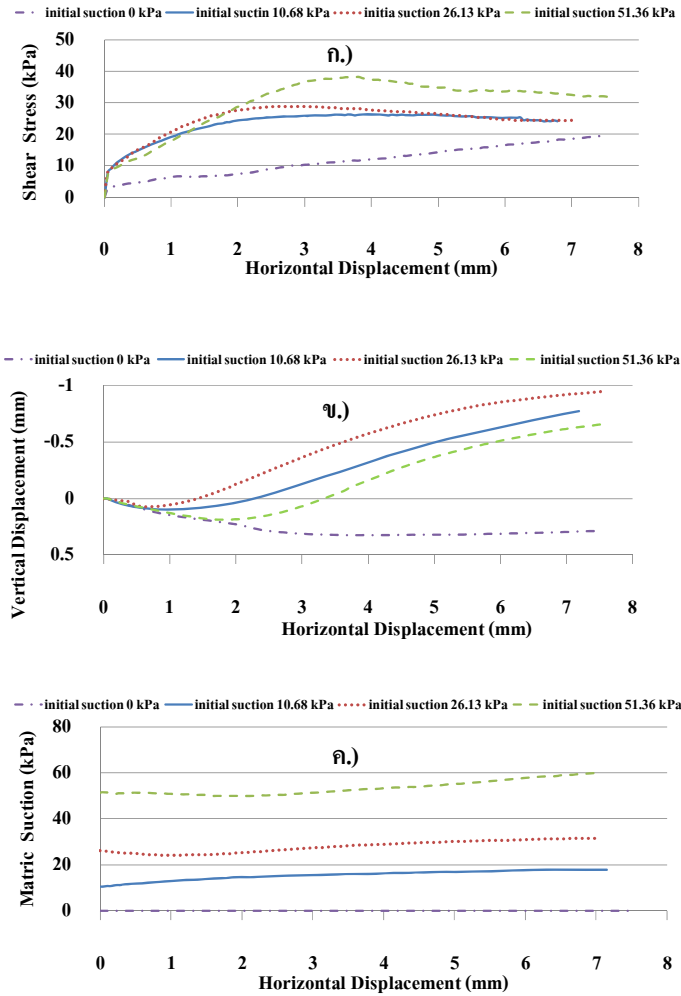 initial suction 0 kPa initial suctin 10.68 kPa initia suction 26.13 kPa initial suction 51.36 kPa
ก.)
Shear Stress (kPa)
50
40
30
20
10
0
0 1 2 3 4 5 6 7 8
Horizontal Displacement (mm)
initial suction 0 kPa initial suction 10.68 kPa initial suction 26.13 kPa initial suction 51.36 kPa
ข.)
Vertical Displacement (mm)
-1
-0.5
0
0.5
0 1 2 3 4 5 6 7 8
Horizontal Displacement (mm)
initial suction 0 kPa initial suction 10.68 kPa initial suction 26.13 kPa initial suction 51.36 kPa
ค.)
Matric Suction (kPa)
80
60
40
20
0
0 1 2 3 4 5 6 7 8
Horizontal Displacement (mm)